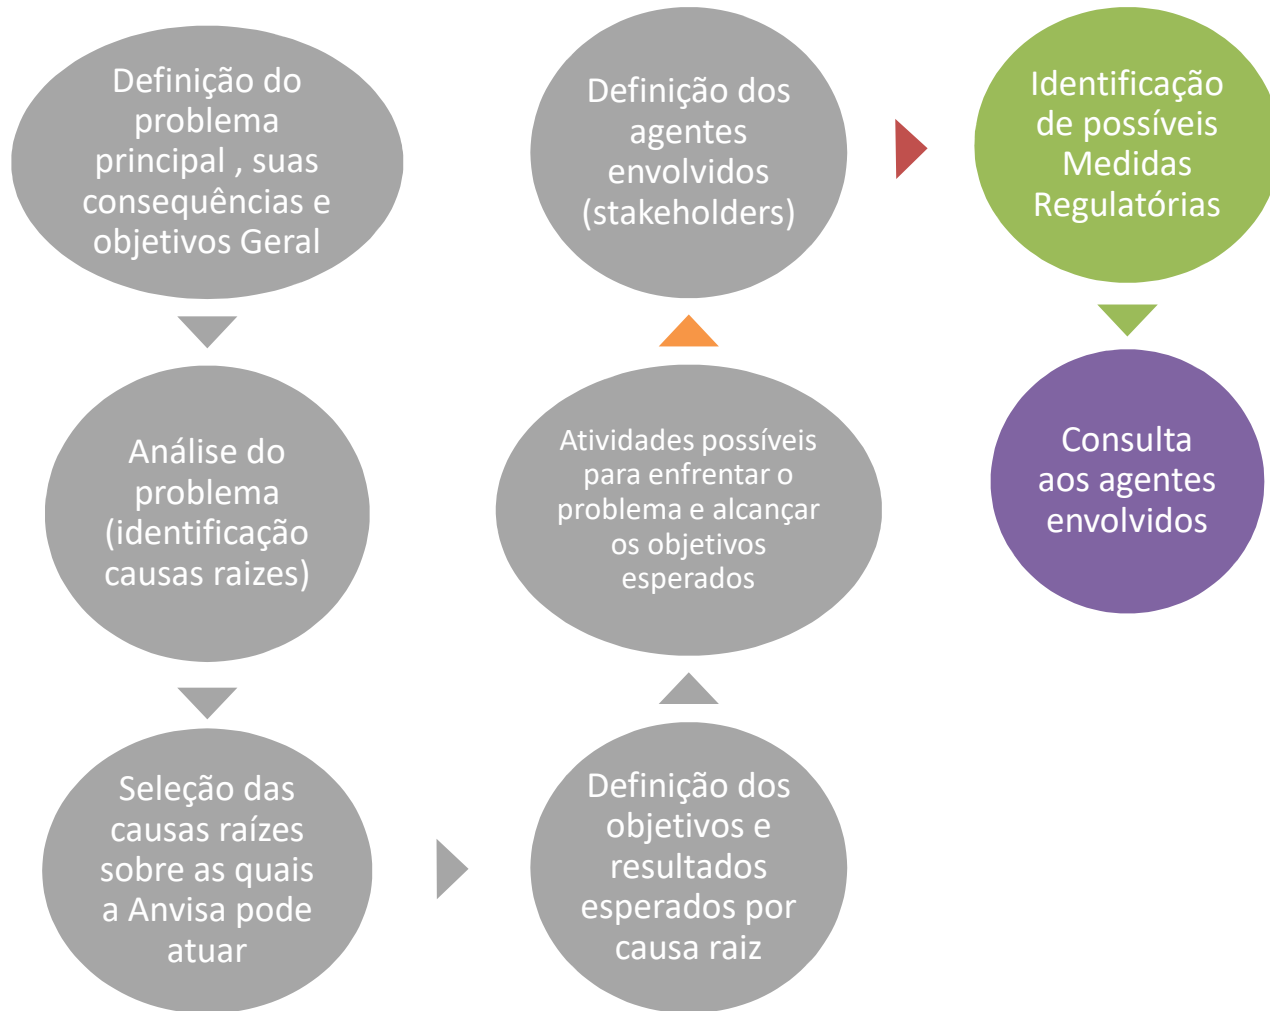 Definição do
problema
principal , suas
consequências e
objetivos Geral
Análise do
problema
(identificação
causas raizes)
Seleção das
causas raízes
sobre as quais
a Anvisa pode
atuar
Definição dos
objetivos e
resultados
esperados por
causa raiz
Atividades possíveis
para enfrentar o
problema e alcançar
os objetivos
esperados
Definição dos
agentes
envolvidos
(stakeholders)
Identificação
de possíveis
Medidas
Regulatórias
Consulta
aos agentes
envolvidos